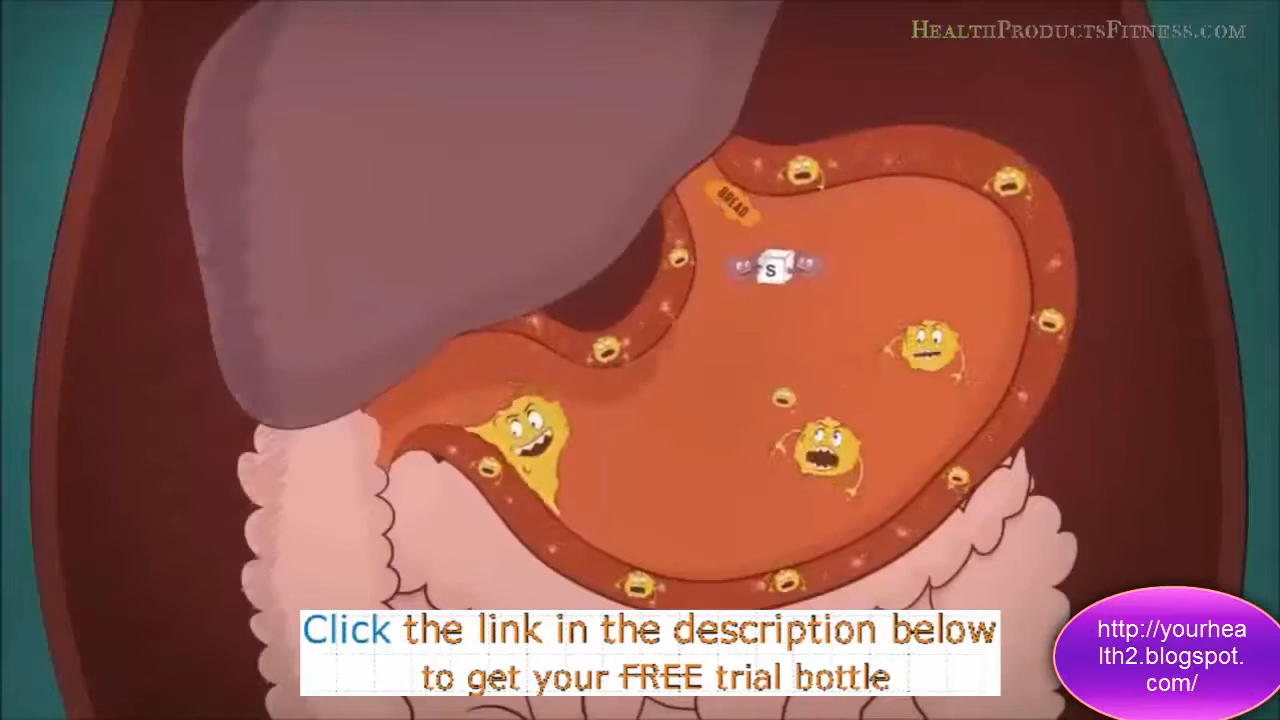 HealthProductsFitness.com
BREAD
S
Click the link in the description below
to get your FREE trial bottle
http://yourhea
lth2.blogspot.
com/